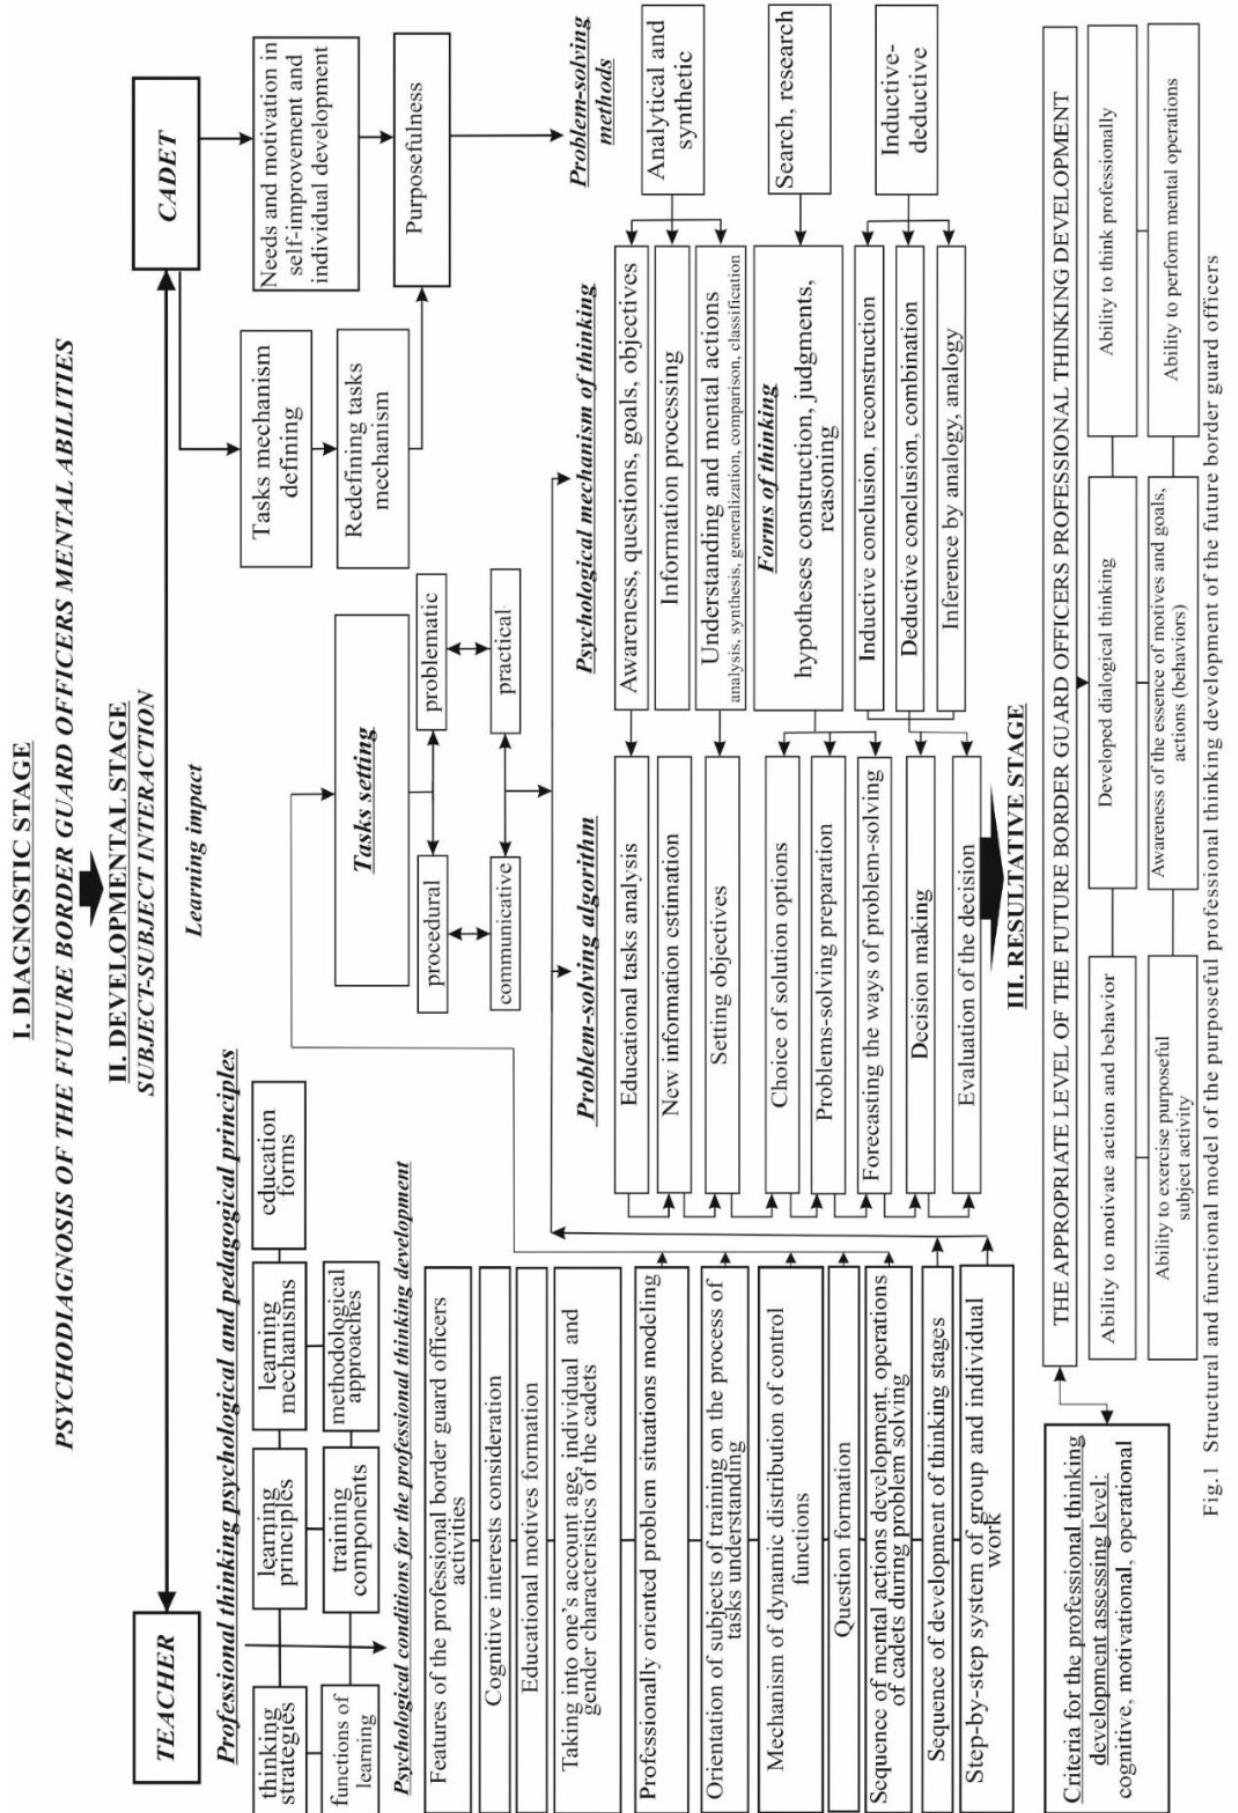 I. DIAGNOSTIC STAGE
PSYCHODIAGNOSIS OF THE FUTURE BORDER GUARD OFFICERS MENTAL ABILITIES
II. DEVELOPMENTAL STAGE
SUBJECT-SUBJECT INTERACTION
TEACHER
CADET
Learning impact
Professional thinking psychological and pedagogical principles
thinking
strategies
learning
principles
learning
mechanisms
education
forms
functions of
learning
training
components
methodological
approaches
Psychological conditions for the professional thinking development
Features of the professional border guard officers
activities
Cognitive interests consideration
Educational motives formation
Taking into one's account age, individual and
gender characteristics of the cadets
Professionally oriented problem situations modeling
Orientation of subjects of training on the process of
tasks understanding
Mechanism of dynamic distribution of control
functions
Question formation
Sequence of mental actions development, operations
of cadets during problem solving
Sequence of development of thinking stages
Step-by-step system of group and individual
work
Tasks setting
procedural
problematic
communicative
practical
Tasks mechanism
defining
Redefining tasks
mechanism
Needs and motivation in
self-improvement and
individual development
Purposefulness
Problem-solving algorithm
Educational tasks analysis
New information estimation
Setting objectives
Choice of solution options
Problems-solving preparation
Forecasting the ways of problem-solving
Decision making
Evaluation of the decision
Psychological mechanism of thinking
Awareness, questions, goals, objectives
Information processing
Understanding and mental actions
analysis, synthesis, generalization, comparison, classification
Forms of thinking
hypotheses construction, judgments,
reasoning
Inductive conclusion, reconstruction
Deductive conclusion, combination
Inference by analogy, analogy
Problem-solving
methods
Analytical and
synthetic
Search, research
Inductive-
deductive
III. RESULTATIVE STAGE
Criteria for the professional thinking
development assessing level:
cognitive, motivational, operational
THE APPROPRIATE LEVEL OF THE FUTURE BORDER GUARD OFFICERS PROFESSIONAL THINKING DEVELOPMENT
Ability to motivate action and behavior
Developed dialogical thinking
Ability to think professionally
Ability to exercise purposeful
subject activity
Awareness of the essence of motives and goals,
actions (behaviors)
Ability to perform mental operations
Fig.1 Structural and functional model of the purposeful professional thinking development of the future border guard officers